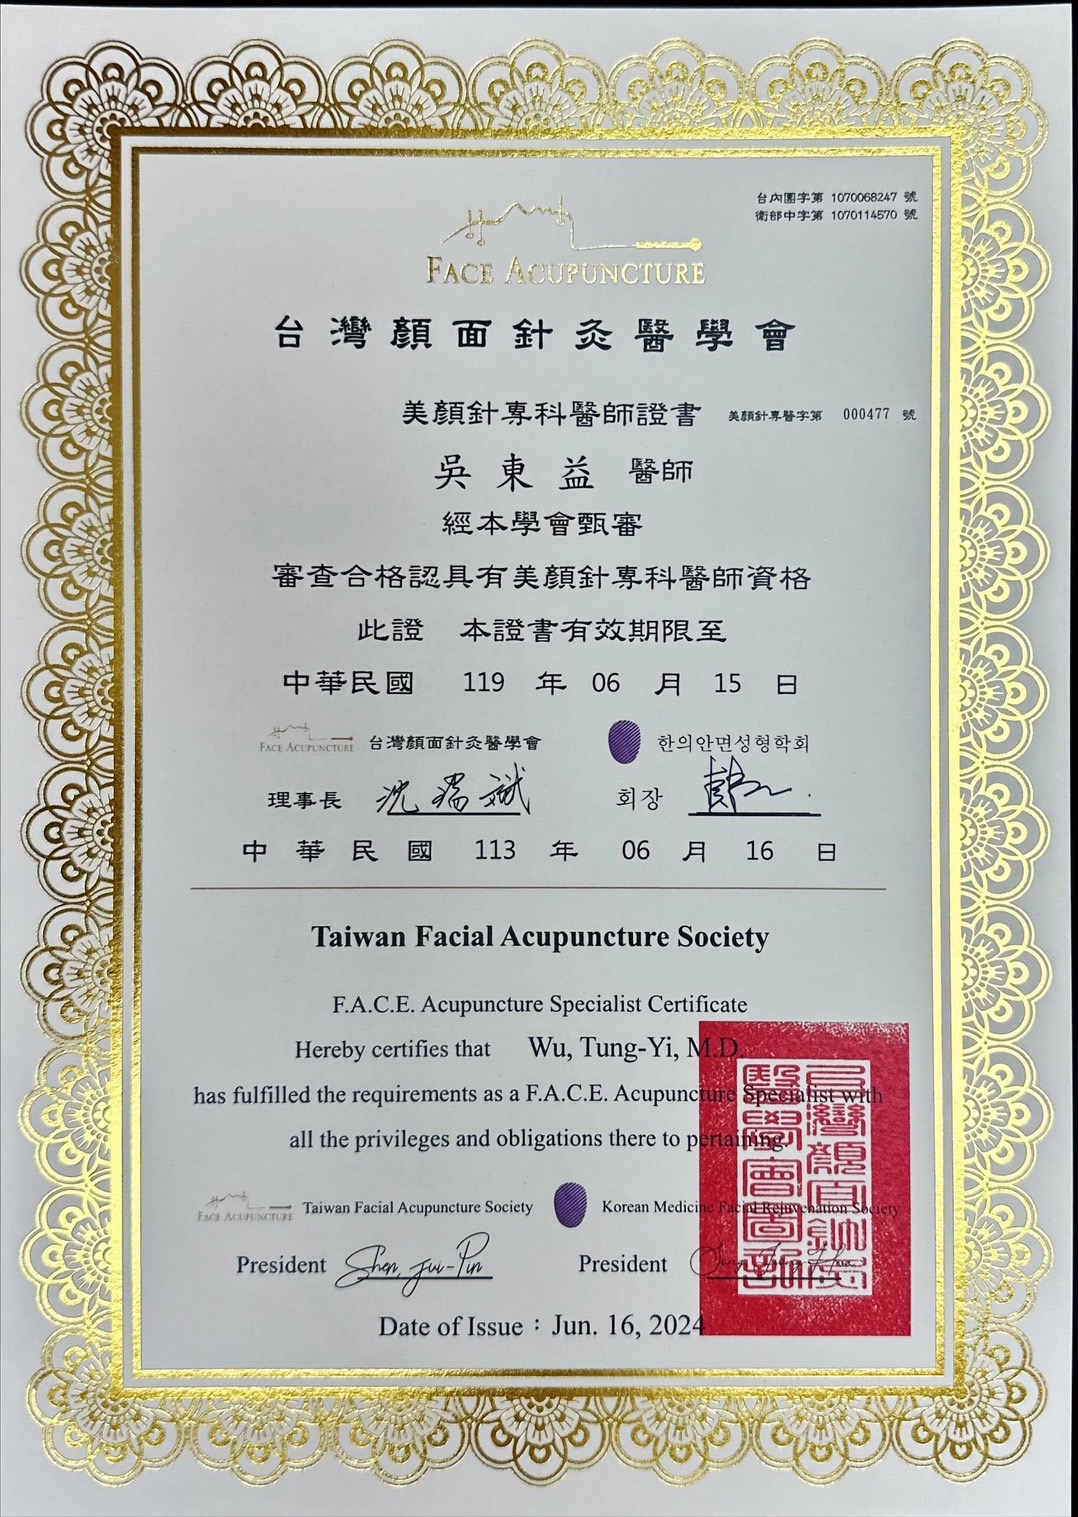 台內團字第 1070068247 號
衛部中字第 1070114570 號
FACE ACUPUNCTURE
台灣顏面針灸醫學會
美顏針專科醫師證書 美顏針專醫字第 000477 號
吳東益 醫師
經本學會甄審
審查合格認具有美顏針專科醫師資格
此證 本證書有效期限至
中華民國 119 年 06 月 15 日
FACE ACUPUNCTURE 台灣顏面針灸醫學會 한의안면성형학회
理事長 沈瑞斌 회장
中華民國 113 年 06 月 16 日
Taiwan Facial Acupuncture Society
F.A.C.E. Acupuncture Specialist Certificate
Hereby certifies that Wu, Tung-Yi, M.D.
has fulfilled the requirements as a F.A.C.E. Acupuncture Specialist with
all the privileges and obligations there to pertaining.
FACE ACUPUNCTURE Taiwan Facial Acupuncture Society Korean Medicine Facial Rejuvenation Society
President Shen, Jui-Pin President
Date of Issue：Jun. 16, 2024